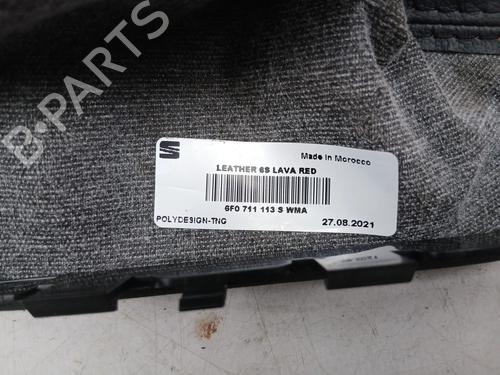 B-PARTS
Made in Morocco
LEATHER 6S LAVA RED
6F0 711 113 S WMA
POLYDESIGN-TNG 27.08.2021